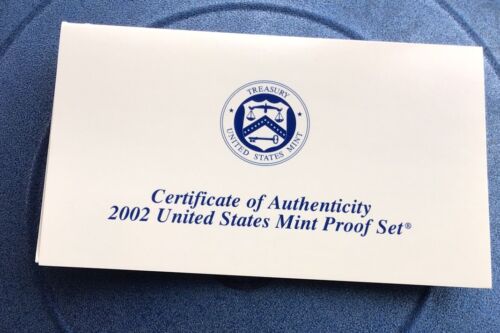 TREASURY
UNITED STATES MINT
Certificate of Authenticity
2002 United States Mint Proof Set®